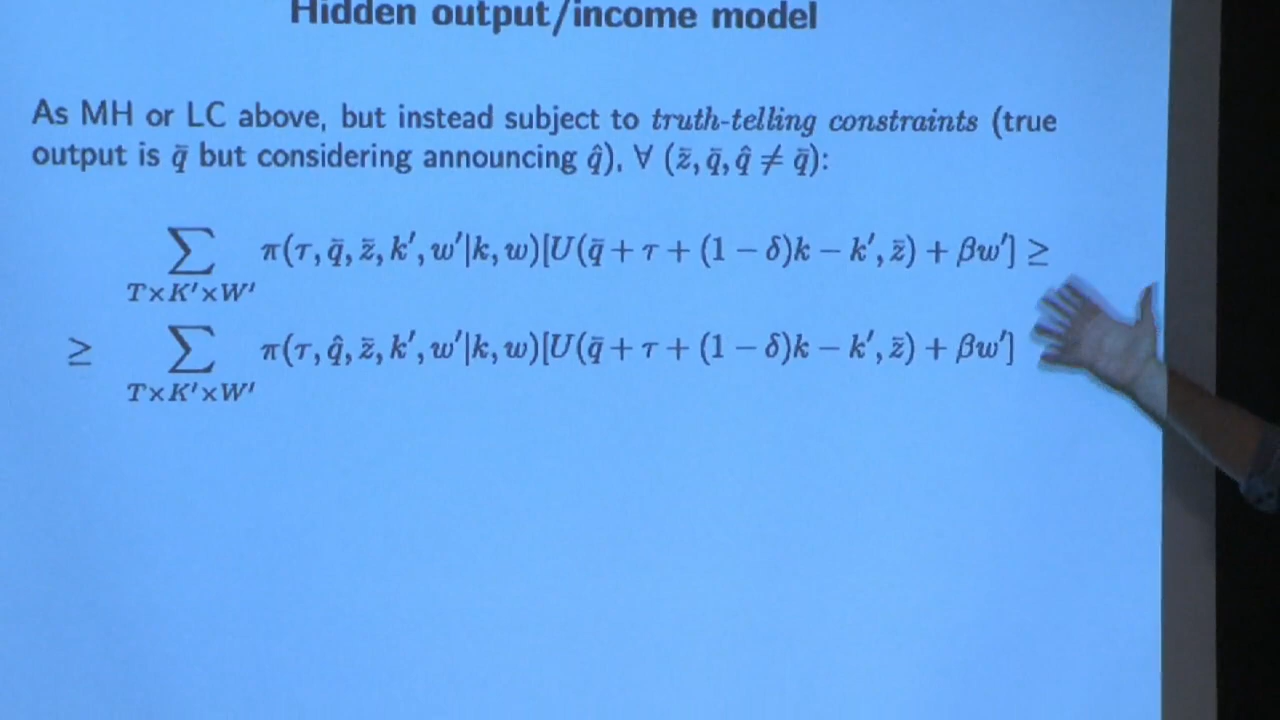 Hidden output/income model
As MH or LC above, but instead subject to truth-telling constraints (true
output is q̄ but considering announcing q̂), ∀ (z̄, q̄, q̂ ≠ q̄):
∑ π(τ, q̄, z̄, k′, w′|k, w)[U(q̄ + τ + (1 − δ)k − k′, z̄) + βw′] ≥
T×K′×W′
≥ ∑ π(τ, q̂, z̄, k′, w′|k, w)[U(q̄ + τ + (1 − δ)k − k′, z̄) + βw′]
T×K′×W′